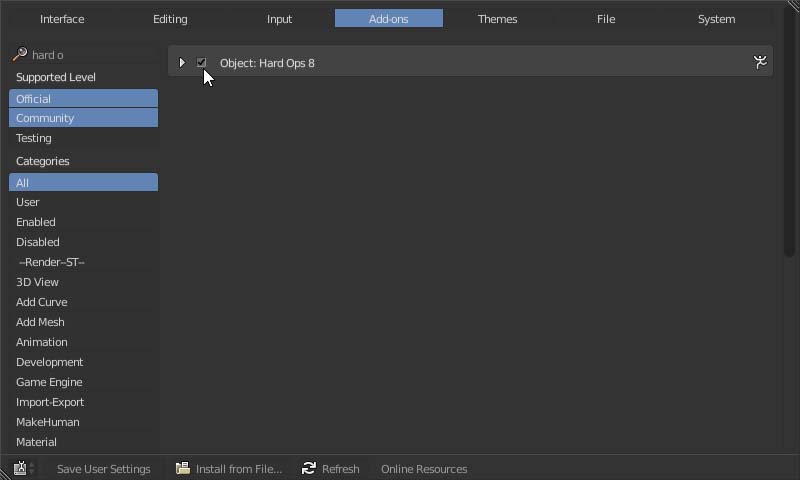 Interface Editing Input Add-ons Themes File System
hard o
Object: Hard Ops 8
Supported Level
Official
Community
Testing
Categories
All
User
Enabled
Disabled
--Render--ST--
3D View
Add Curve
Add Mesh
Animation
Development
Game Engine
Import-Export
MakeHuman
Material
Save User Settings Install from File... Refresh Online Resources